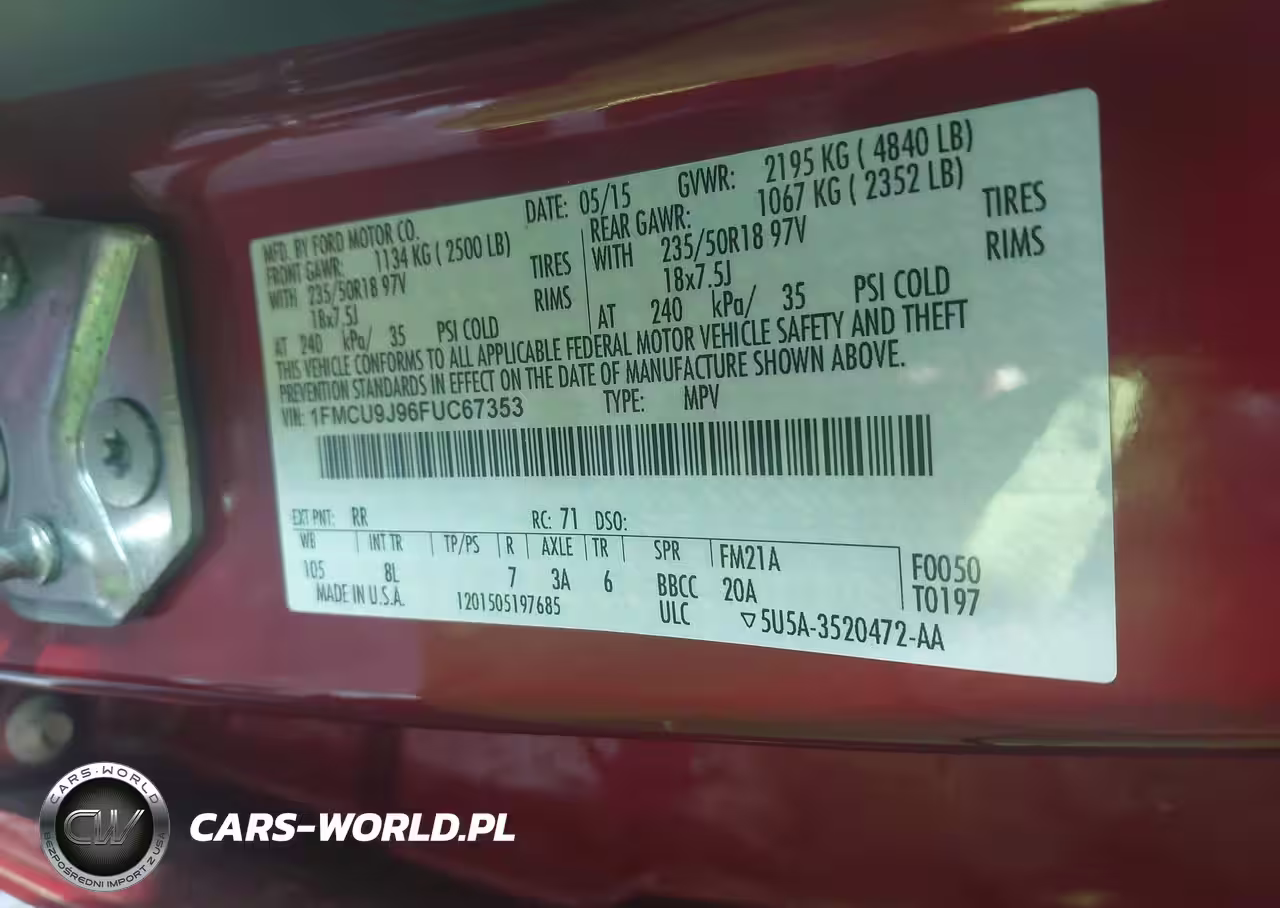 MFD. BY FORD MOTOR CO. DATE: 05/15 GVWR: 2195 KG ( 4840 LB)
FRONT GAWR: 1134 KG ( 2500 LB) REAR GAWR: 1067 KG ( 2352 LB)
WITH 235/50R18 97V TIRES WITH 235/50R18 97V TIRES
18x7.5J RIMS 18x7.5J RIMS
AT 240 kPa/ 35 PSI COLD AT 240 kPa/ 35 PSI COLD
THIS VEHICLE CONFORMS TO ALL APPLICABLE FEDERAL MOTOR VEHICLE SAFETY AND THEFT
PREVENTION STANDARDS IN EFFECT ON THE DATE OF MANUFACTURE SHOWN ABOVE.
VIN: 1FMCU9J96FUC67353 TYPE: MPV
EXT PNT: RR RC: 71 DSO:
WB INT TR TP/PS R AXLE TR SPR FM21A F0050
105 8L 7 3A 6 BBCC 20A T0197
MADE IN U.S.A. 1201505197685 ULC ▽5U5A-3520472-AA
CARS-WORLD
CW
BEZPOŚREDNI IMPORT Z USA
CARS-WORLD.PL